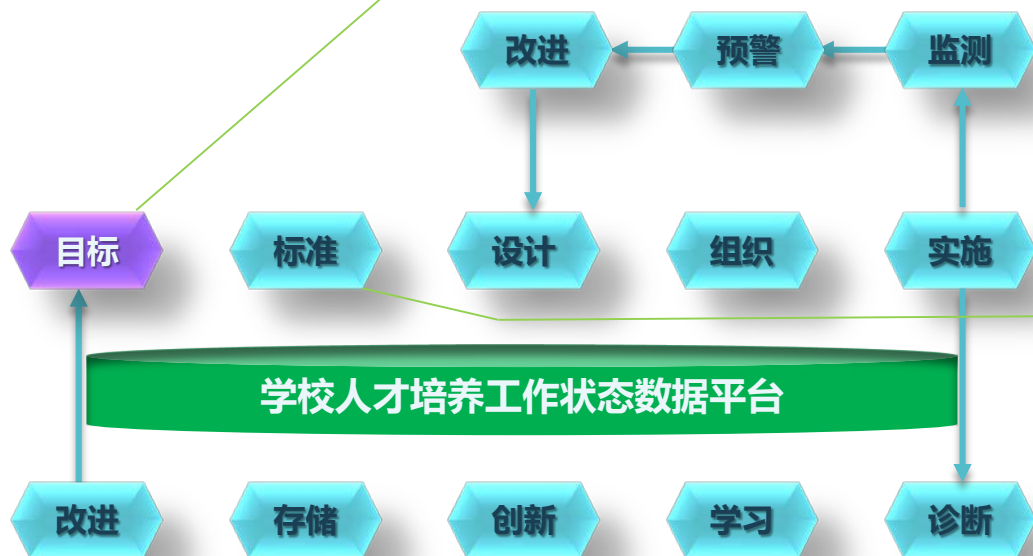 改进 预警 监测
目标 标准 设计 组织 实施
学校人才培养工作状态数据平台
改进 存储 创新 学习 诊断